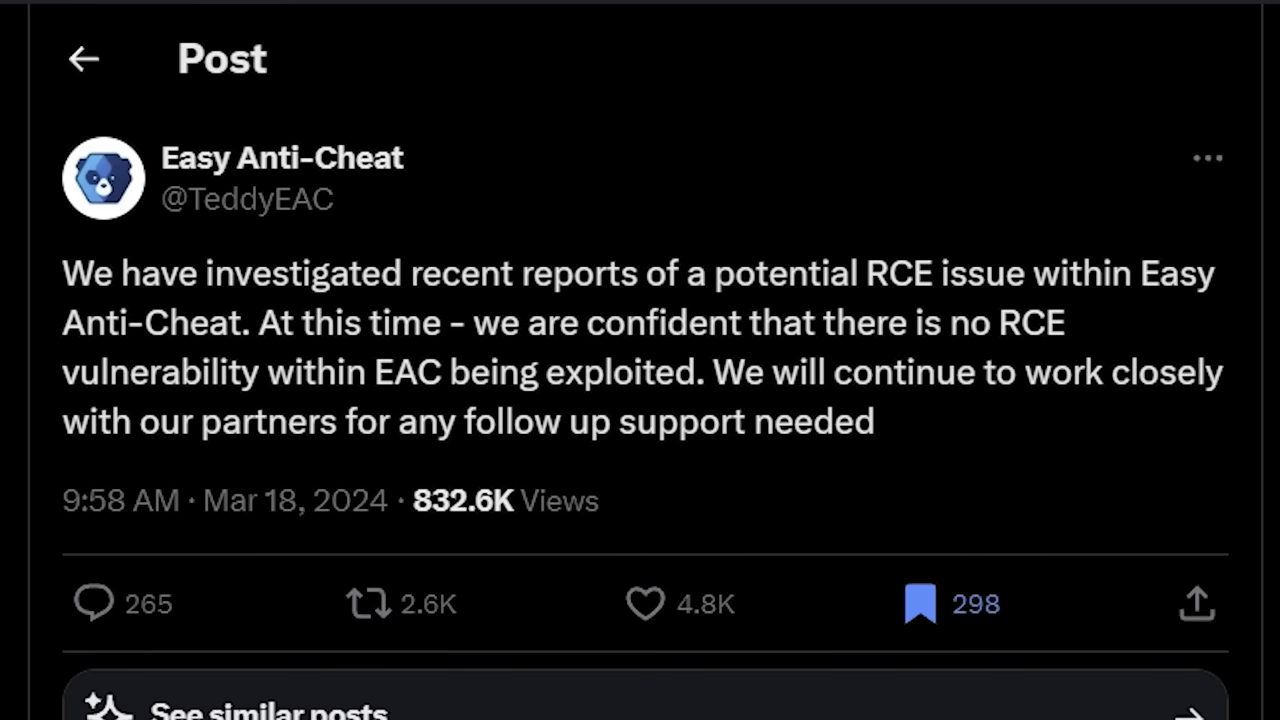 Post
Easy Anti-Cheat
@TeddyEAC
We have investigated recent reports of a potential RCE issue within Easy
Anti-Cheat. At this time - we are confident that there is no RCE
vulnerability within EAC being exploited. We will continue to work closely
with our partners for any follow up support needed
9:58 AM · Mar 18, 2024 · 832.6K Views
265 2.6K 4.8K 298
See similar posts